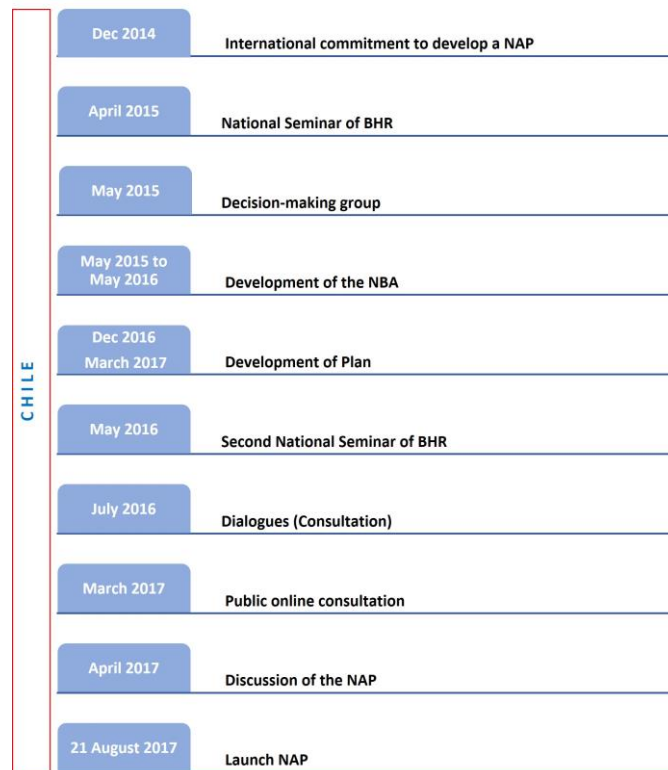 CHILE
Dec 2014
International commitment to develop a NAP
April 2015
National Seminar of BHR
May 2015
Decision-making group
May 2015 to
May 2016
Development of the NBA
Dec 2016
March 2017
Development of Plan
May 2016
Second National Seminar of BHR
July 2016
Dialogues (Consultation)
March 2017
Public online consultation
April 2017
Discussion of the NAP
21 August 2017
Launch NAP